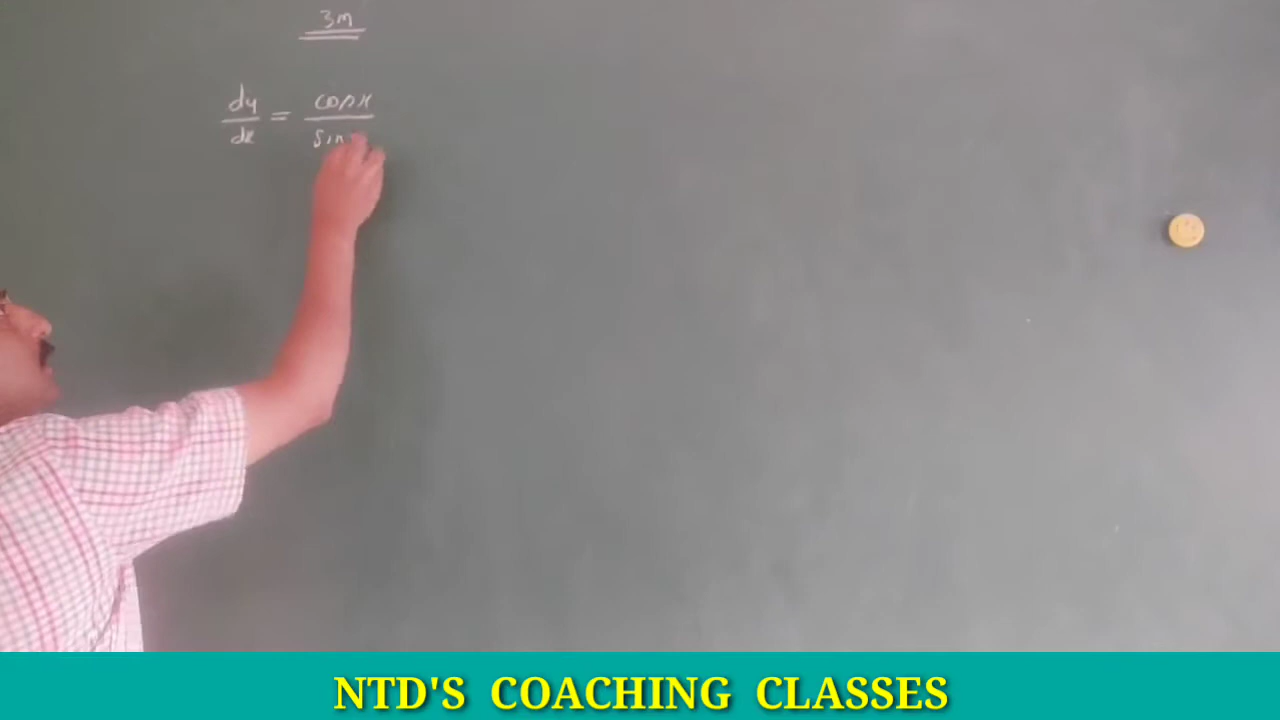 3m
dy/dx = cosx/sin
NTD'S COACHING CLASSES